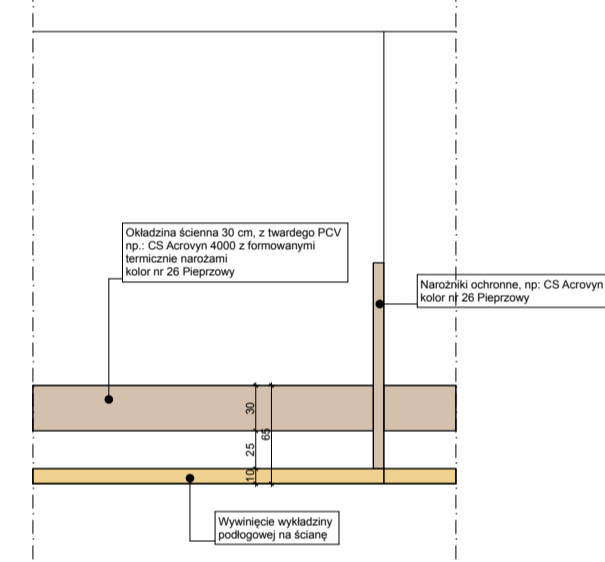 Okładzina ścienna 30 cm, z twardego PCV
np.: CS Acrovyn 4000 z formowanymi
termicznie narożami
kolor nr 26 Pieprzowy
Narożniki ochronne, np: CS Acrovyn
kolor nr 26 Pieprzowy
30
65
25
10
Wywinięcie wykładziny
podłogowej na ścianę